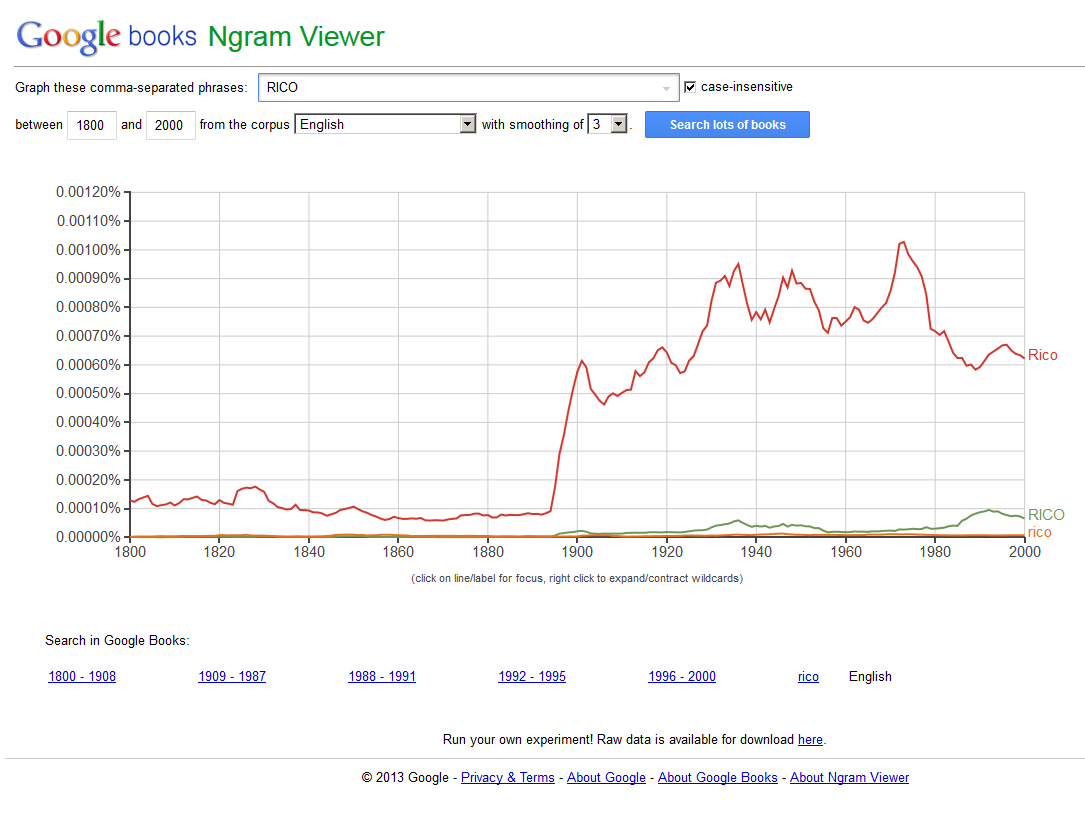 Google books Ngram Viewer
Graph these comma-separated phrases: RICO case-insensitive
between 1800 and 2000 from the corpus English with smoothing of 3 . Search lots of books
0.00120%
0.00110%
0.00100%
0.00090%
0.00080%
0.00070%
0.00060%
Rico
0.00050%
0.00040%
0.00030%
0.00020%
0.00010%
RICO
rico
0.00000%
1800 1820 1840 1860 1880 1900 1920 1940 1960 1980 2000
(click on line/label for focus, right click to expand/contract wildcards)
Search in Google Books:
1800 - 1908 1909 - 1987 1988 - 1991 1992 - 1995 1996 - 2000 rico English
Run your own experiment! Raw data is available for download here.
© 2013 Google - Privacy & Terms - About Google - About Google Books - About Ngram Viewer